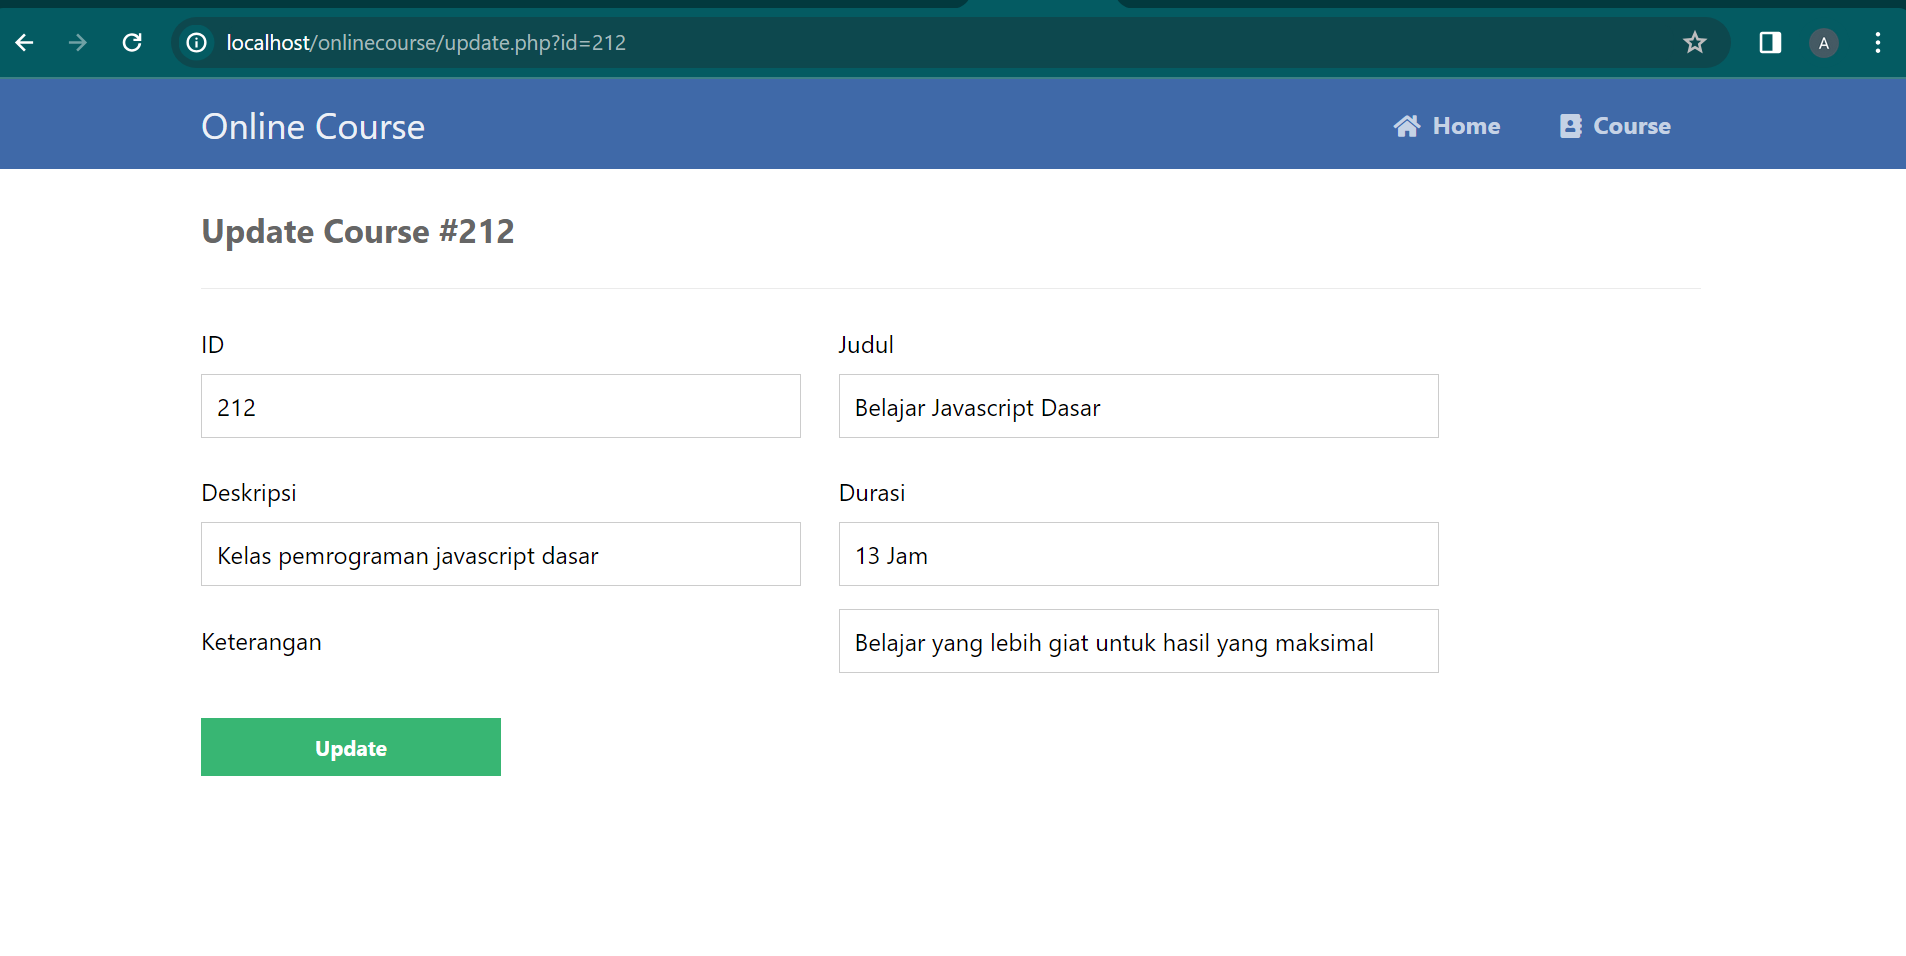 localhost/onlinecourse/update.php?id=212
A
Online Course
Home
Course
Update Course #212
ID
Judul
212
Belajar Javascript Dasar
Deskripsi
Durasi
Kelas pemrograman javascript dasar
13 Jam
Keterangan
Belajar yang lebih giat untuk hasil yang maksimal
Update